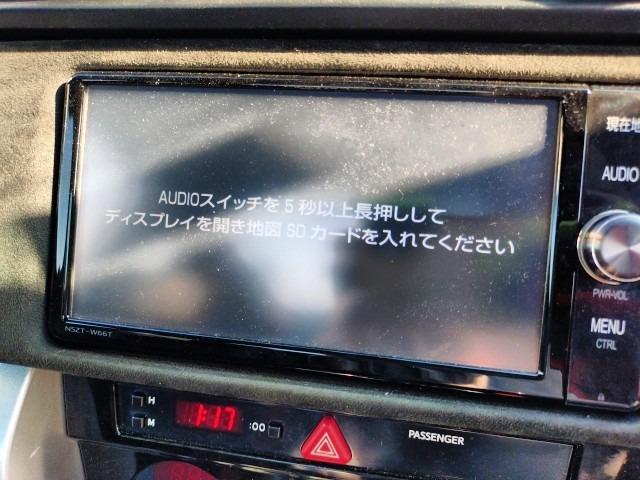 AUDIOスイッチを5秒以上長押しして
ディスプレイを開き地図SDカードを入れてください
現在地
AUDIO
PWR-VOL
MENU
CTRL
NSZT-W66T
H
M
1:17
:00
PASSENGER